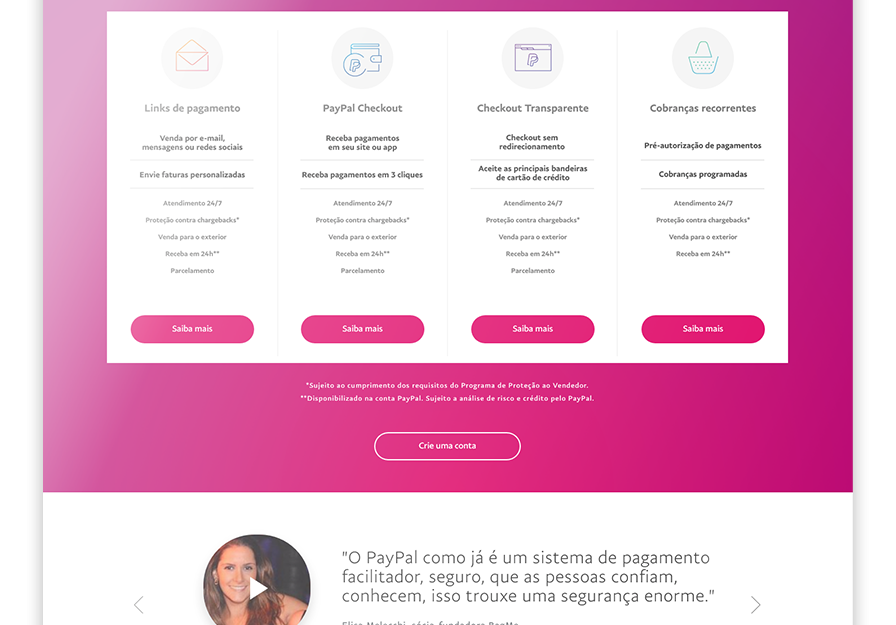 Links de pagamento
Venda por e-mail,
mensagens ou redes sociais
Envie faturas personalizadas
Atendimento 24/7
Proteção contra chargebacks*
Venda para o exterior
Receba em 24h**
Parcelamento
Saiba mais
PayPal Checkout
Receba pagamentos
em seu site ou app
Receba pagamentos em 3 cliques
Atendimento 24/7
Proteção contra chargebacks*
Venda para o exterior
Receba em 24h**
Parcelamento
Saiba mais
Checkout Transparente
Checkout sem
redirecionamento
Aceite as principais bandeiras
de cartão de crédito
Atendimento 24/7
Proteção contra chargebacks*
Venda para o exterior
Receba em 24h**
Parcelamento
Saiba mais
Cobranças recorrentes
Pré-autorização de pagamentos
Cobranças programadas
Atendimento 24/7
Proteção contra chargebacks*
Venda para o exterior
Receba em 24h**
Saiba mais
*Sujeito ao cumprimento dos requisitos do Programa de Proteção ao Vendedor.
**Disponibilizado na conta PayPal. Sujeito a análise de risco e crédito pelo PayPal.
Crie uma conta
"O PayPal como já é um sistema de pagamento
facilitador, seguro, que as pessoas confiam,
conhecem, isso trouxe uma segurança enorme."